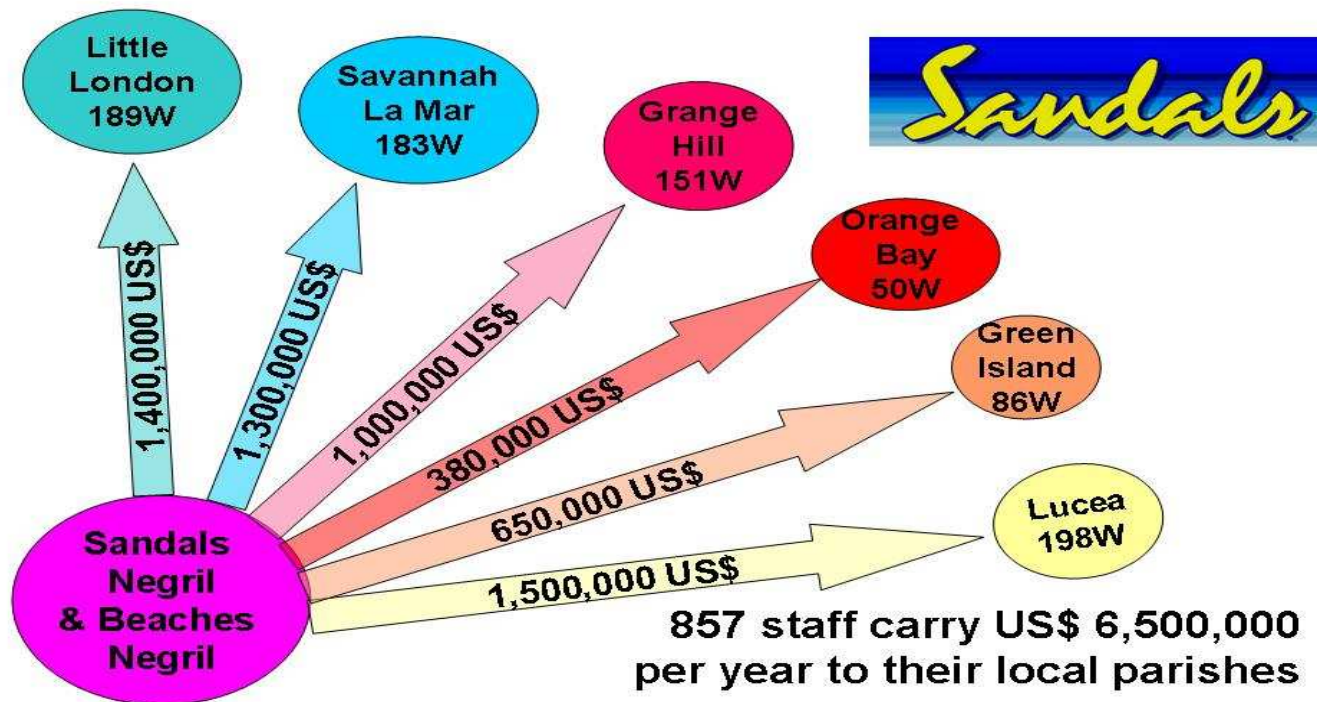 Little
London
189W
Savannah
La Mar
183W
Grange
Hill
151W
Sandals
Orange
Bay
50W
Green
Island
86W
Lucea
198W
1,400,000 US$
1,300,000 US$
1,000,000 US$
380,000 US$
650,000 US$
1,500,000 US$
Sandals
Negril
& Beaches
Negril
857 staff carry US$ 6,500,000
per year to their local parishes